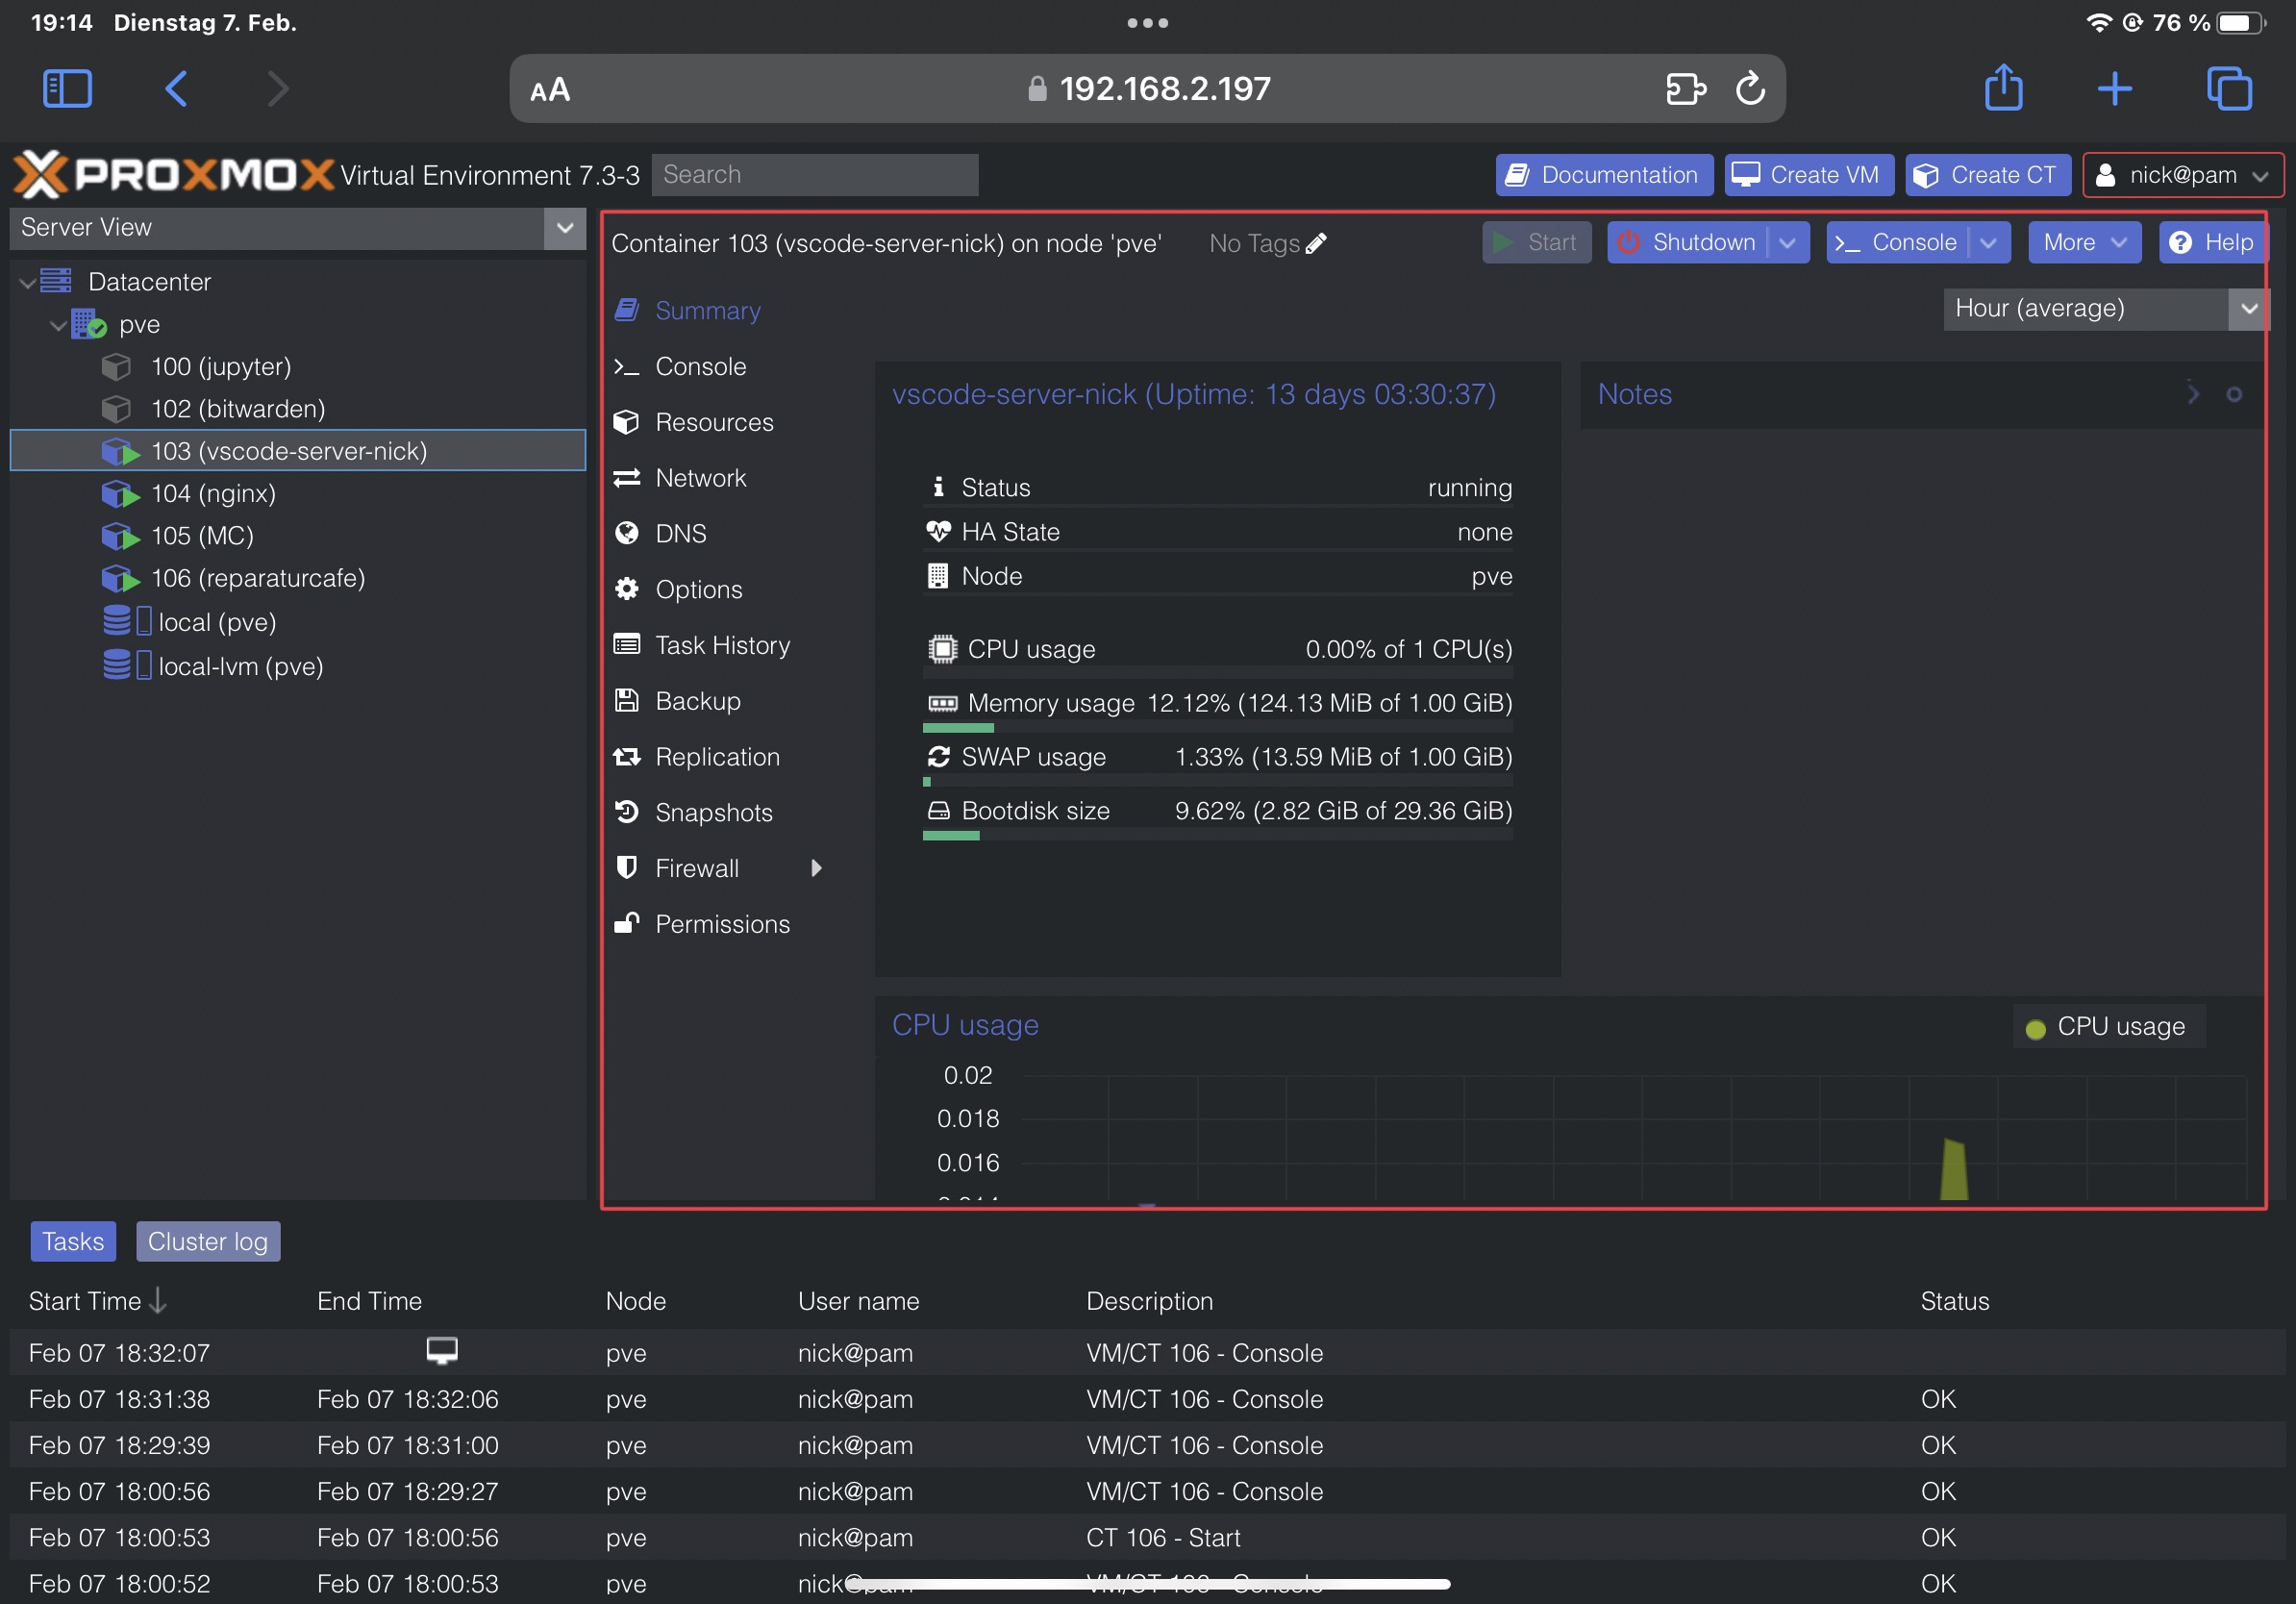 19:14 Dienstag 7. Feb.
76 %
AA
192.168.2.197
PROXMOX Virtual Environment 7.3-3
Search
Documentation
Create VM
Create CT
nick@pam
Server View
Datacenter
pve
100 (jupyter)
102 (bitwarden)
103 (vscode-server-nick)
104 (nginx)
105 (MC)
106 (reparaturcafe)
local (pve)
local-lvm (pve)
Container 103 (vscode-server-nick) on node 'pve'
No Tags
Start
Shutdown
Console
More
Help
Hour (average)
Summary
Console
Resources
Network
DNS
Options
Task History
Backup
Replication
Snapshots
Firewall
Permissions
vscode-server-nick (Uptime: 13 days 03:30:37)
Status running
HA State none
Node pve
CPU usage 0.00% of 1 CPU(s)
Memory usage 12.12% (124.13 MiB of 1.00 GiB)
SWAP usage 1.33% (13.59 MiB of 1.00 GiB)
Bootdisk size 9.62% (2.82 GiB of 29.36 GiB)
Notes
CPU usage
CPU usage
0.02
0.018
0.016
Tasks
Cluster log
Start Time End Time Node User name Description Status
Feb 07 18:32:07 pve nick@pam VM/CT 106 - Console
Feb 07 18:31:38 Feb 07 18:32:06 pve nick@pam VM/CT 106 - Console OK
Feb 07 18:29:39 Feb 07 18:31:00 pve nick@pam VM/CT 106 - Console OK
Feb 07 18:00:56 Feb 07 18:29:27 pve nick@pam VM/CT 106 - Console OK
Feb 07 18:00:53 Feb 07 18:00:56 pve nick@pam CT 106 - Start OK
Feb 07 18:00:52 Feb 07 18:00:53 pve nick@pam OK